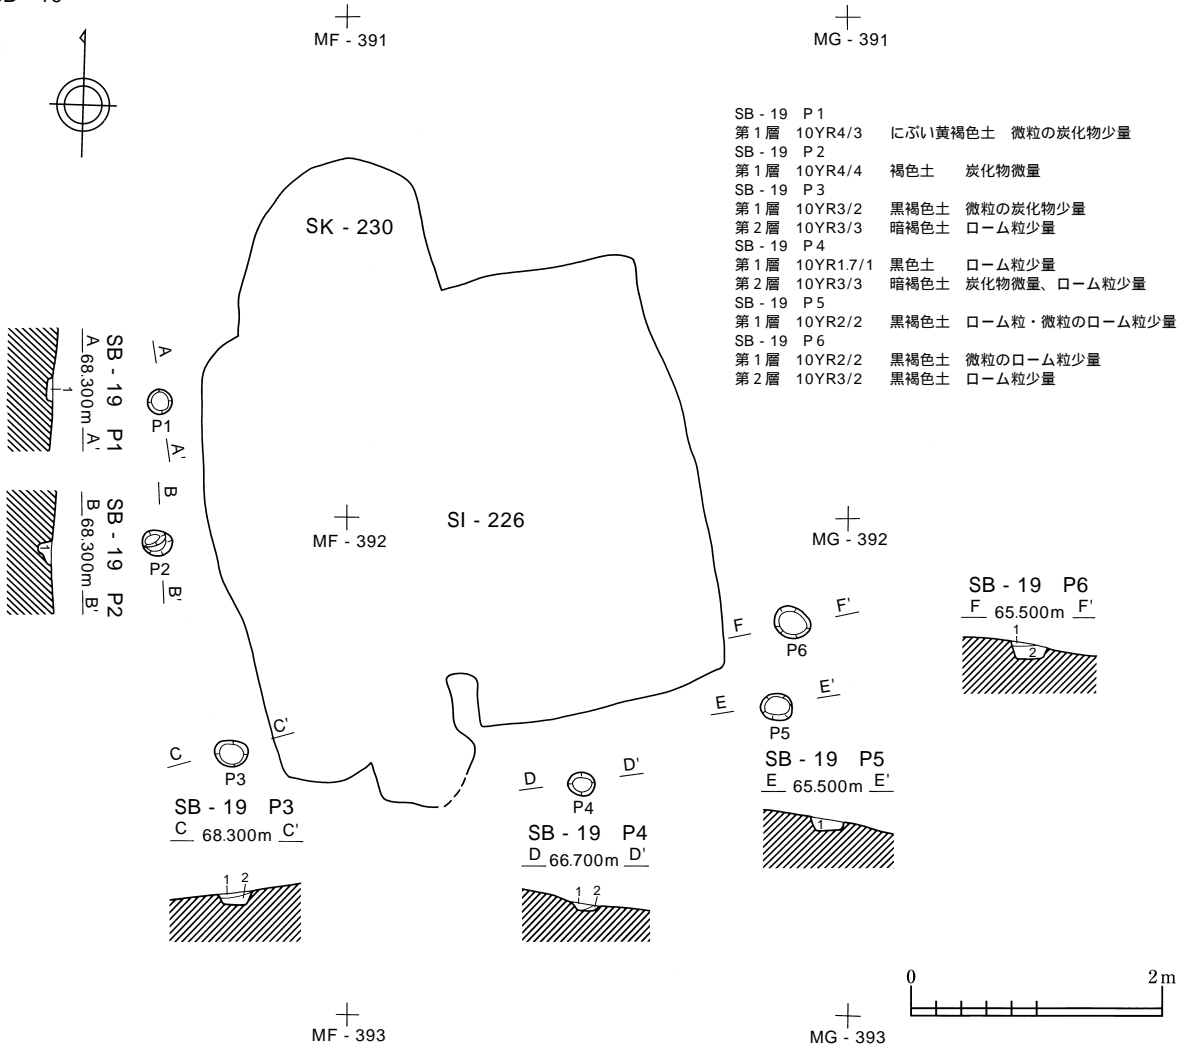 MF - 391
MG - 391
SB - 19 P1
第1層 10YR4/3 にぶい黄褐色土 微粒の炭化物少量
SB - 19 P2
第1層 10YR4/4 褐色土 炭化物微量
SB - 19 P3
第1層 10YR3/2 黒褐色土 微粒の炭化物少量
第2層 10YR3/3 暗褐色土 ローム粒少量
SB - 19 P4
第1層 10YR1.7/1 黒色土 ローム粒少量
第2層 10YR3/3 暗褐色土 炭化物微量、ローム粒少量
SB - 19 P5
第1層 10YR2/2 黒褐色土 ローム粒・微粒のローム粒少量
SB - 19 P6
第1層 10YR2/2 黒褐色土 微粒のローム粒少量
第2層 10YR3/2 黒褐色土 ローム粒少量
SK - 230
SB - 19 P1
A 68.300m A'
1
A
P1
A'
SB - 19 P2
B 68.300m B'
1
B
P2
B'
SI - 226
MF - 392
MG - 392
F
F'
P6
SB - 19 P6
F 65.500m F'
1
2
E
E'
P5
SB - 19 P5
E 65.500m E'
1
C
C'
P3
SB - 19 P3
C 68.300m C'
1 2
D
D'
P4
SB - 19 P4
D 66.700m D'
1 2
0 2m
MF - 393
MG - 393